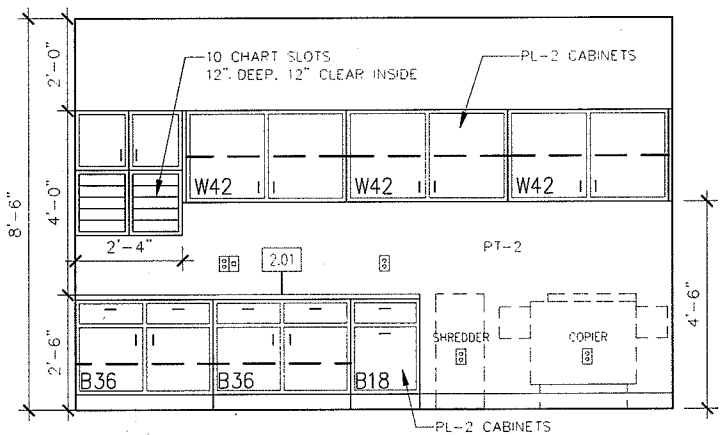 10 CHART SLOTS
12" DEEP, 12" CLEAR INSIDE
PL-2 CABINETS
2'-0"
4'-0"
8'-6"
2'-6"
W42
W42
W42
2'-4"
2.01
PT-2
4'-6"
SHREDDER
COPIER
B36
B36
B18
PL-2 CABINETS